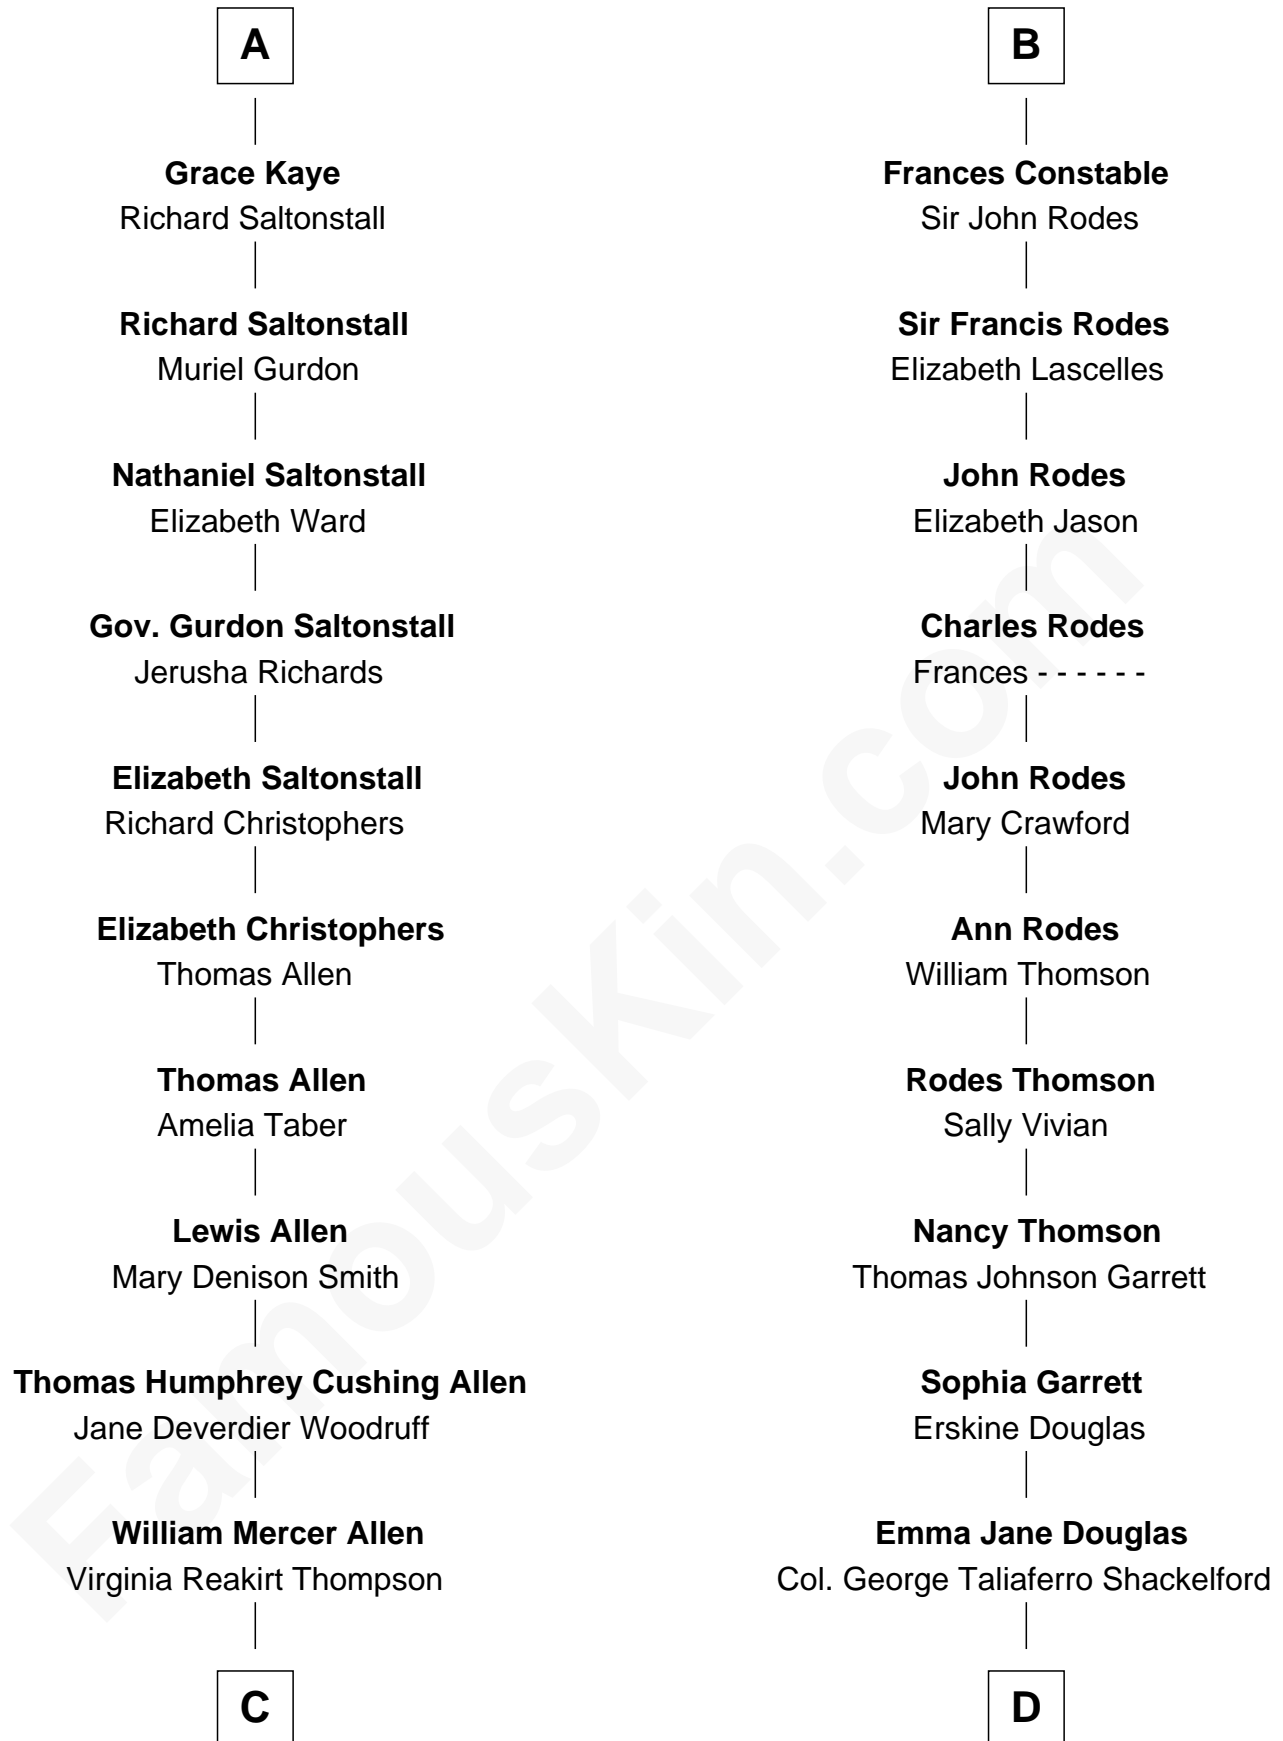 A
Grace Kaye
Richard Saltonstall
Richard Saltonstall
Muriel Gurdon
Nathaniel Saltonstall
Elizabeth Ward
Gov. Gurdon Saltonstall
Jerusha Richards
Elizabeth Saltonstall
Richard Christophers
Elizabeth Christophers
Thomas Allen
Thomas Allen
Amelia Taber
Lewis Allen
Mary Denison Smith
Thomas Humphrey Cushing Allen
Jane Deverdier Woodruff
William Mercer Allen
Virginia Reakirt Thompson
C
B
Frances Constable
Sir John Rodes
Sir Francis Rodes
Elizabeth Lascelles
John Rodes
Elizabeth Jason
Charles Rodes
Frances - - - - - -
John Rodes
Mary Crawford
Ann Rodes
William Thomson
Rodes Thomson
Sally Vivian
Nancy Thomson
Thomas Johnson Garrett
Sophia Garrett
Erskine Douglas
Emma Jane Douglas
Col. George Taliaferro Shackelford
D
FamousKin.com